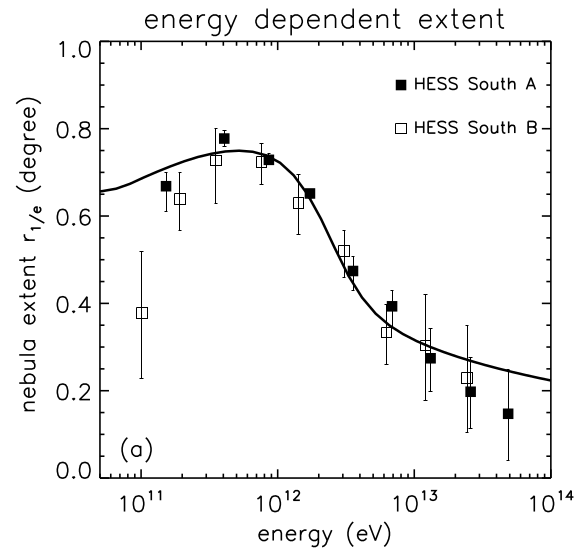 energy dependent extent
HESS South A
HESS South B
nebula extent r1/e (degree)
1.0
0.8
0.6
0.4
0.2
0.0
(a)
10^11 10^12 10^13 10^14
energy (eV)